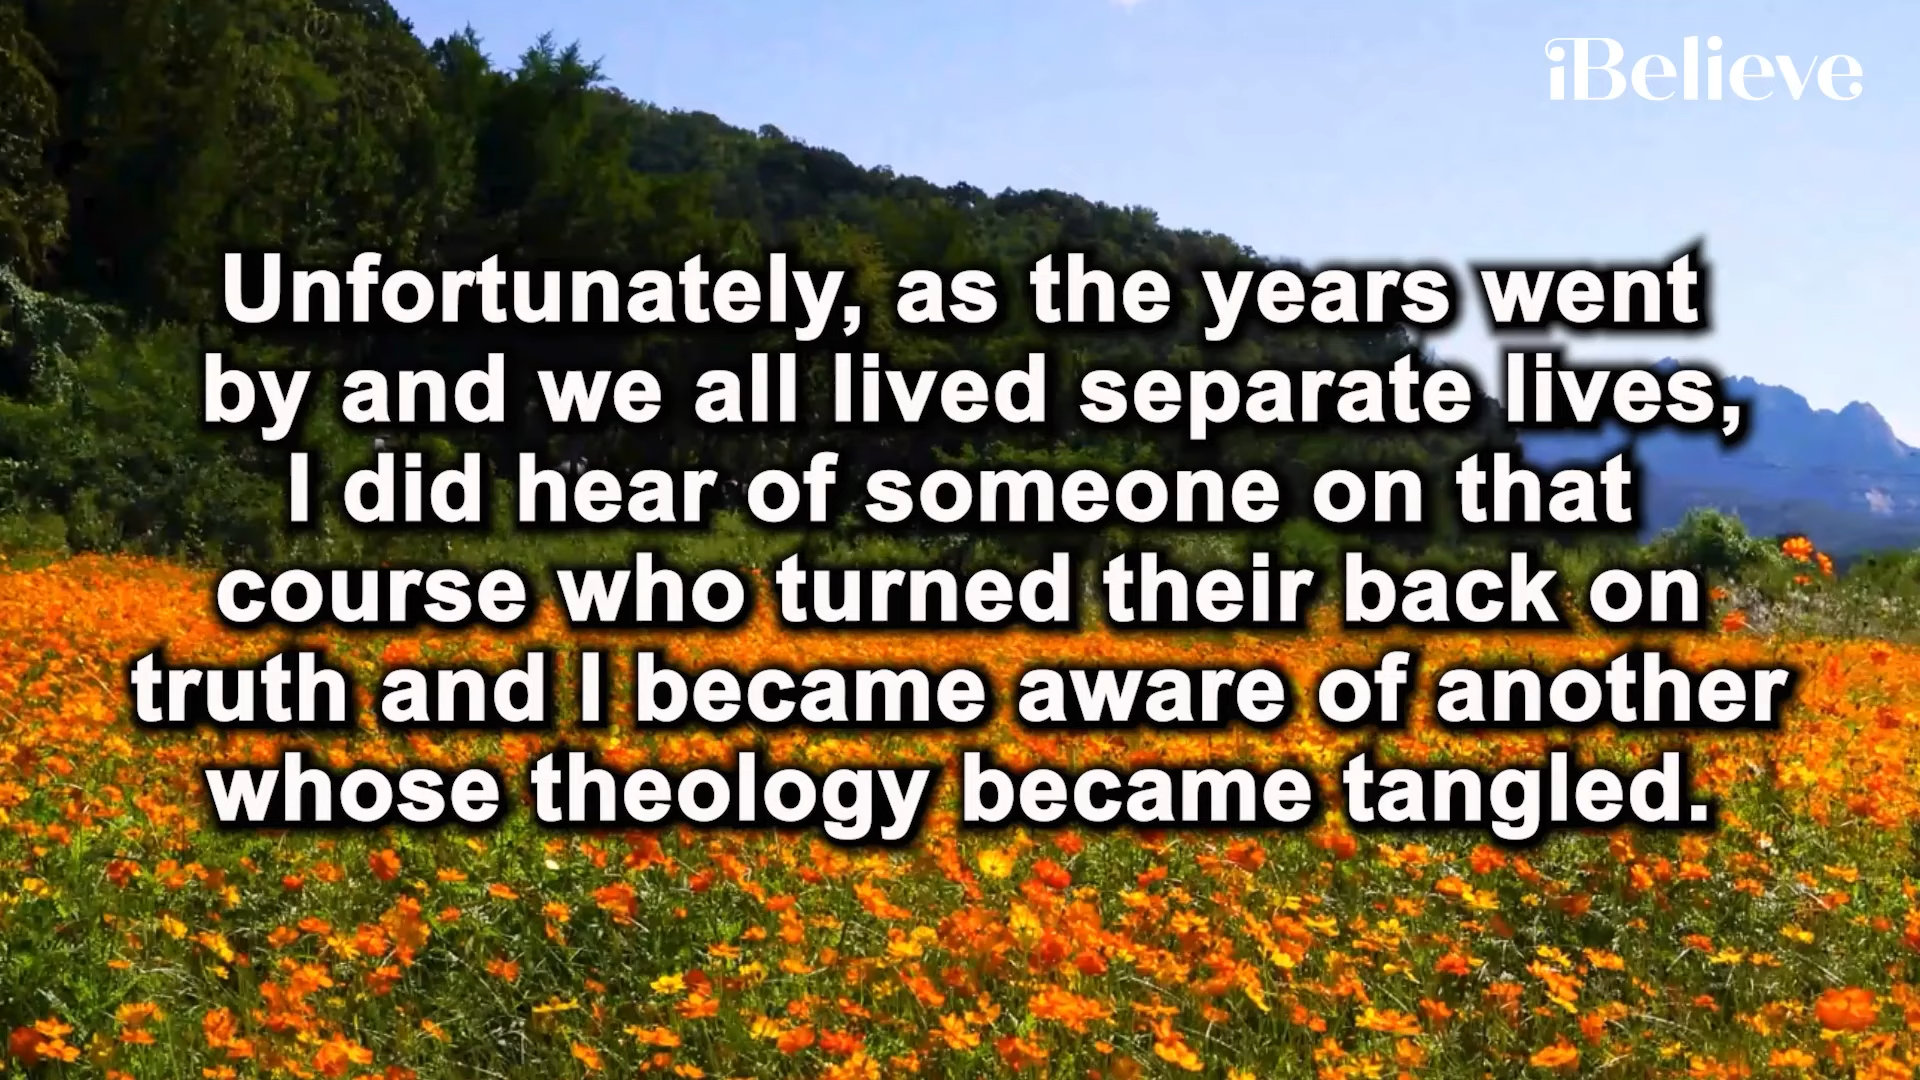 iBelieve
Unfortunately, as the years went
by and we all lived separate lives,
I did hear of someone on that
course who turned their back on
truth and I became aware of another
whose theology became tangled.